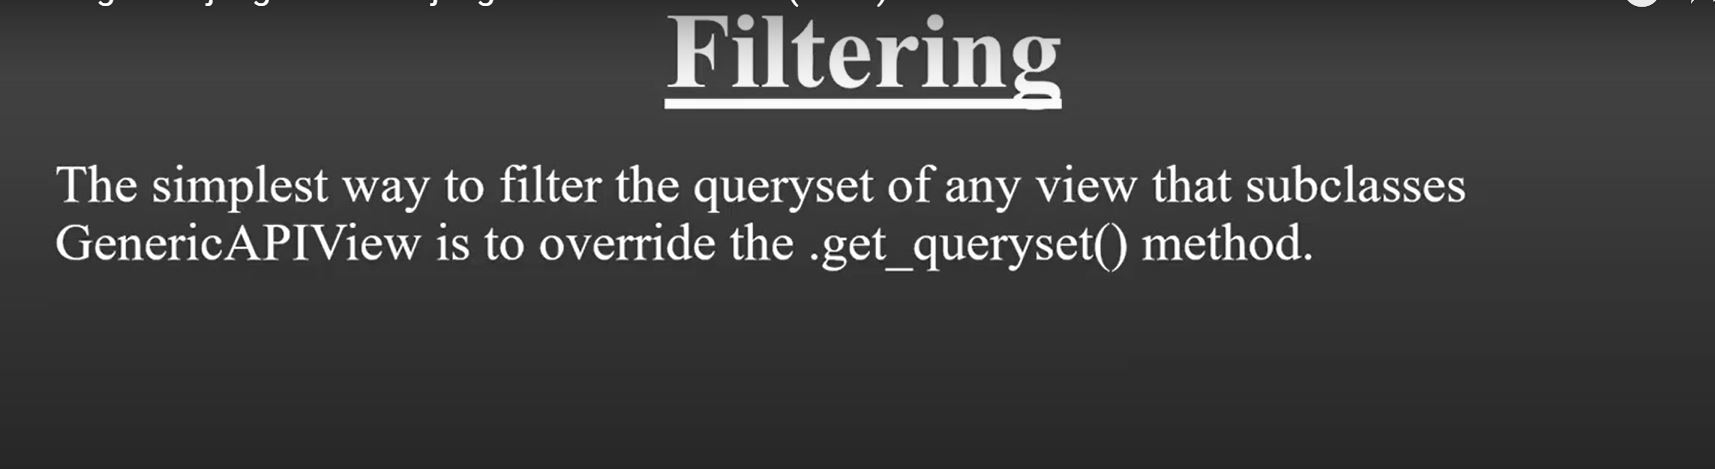 Filtering
The simplest way to filter the queryset of any view that subclasses
GenericAPIView is to override the .get_queryset() method.